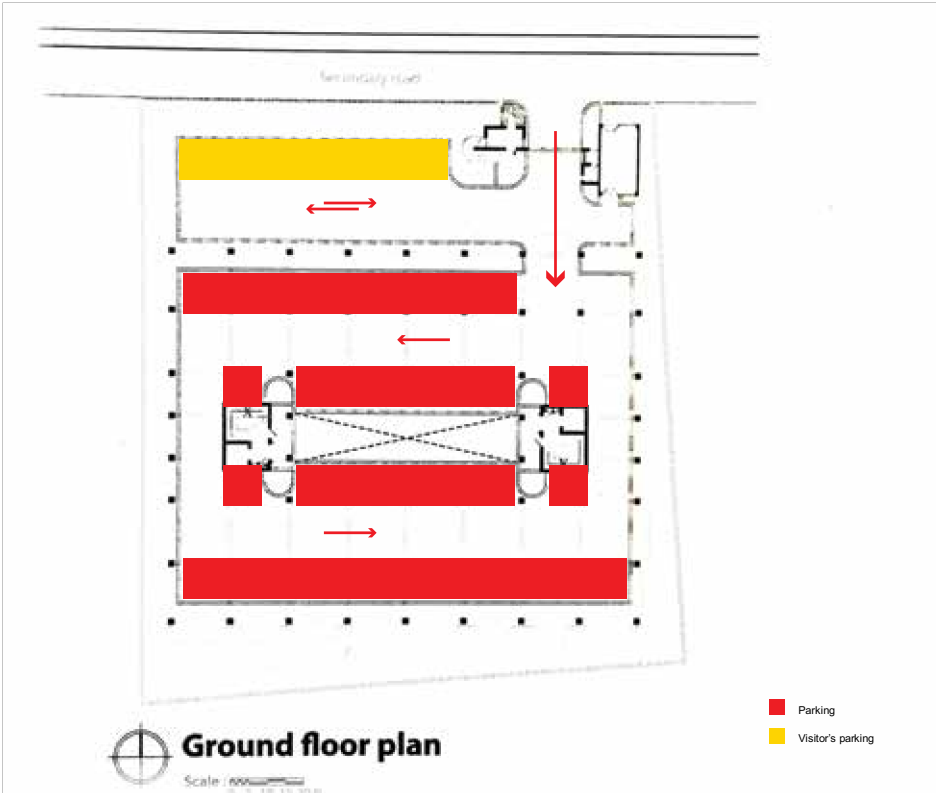 Secondary road
Parking
Visitor's parking
Ground floor plan
Scale :